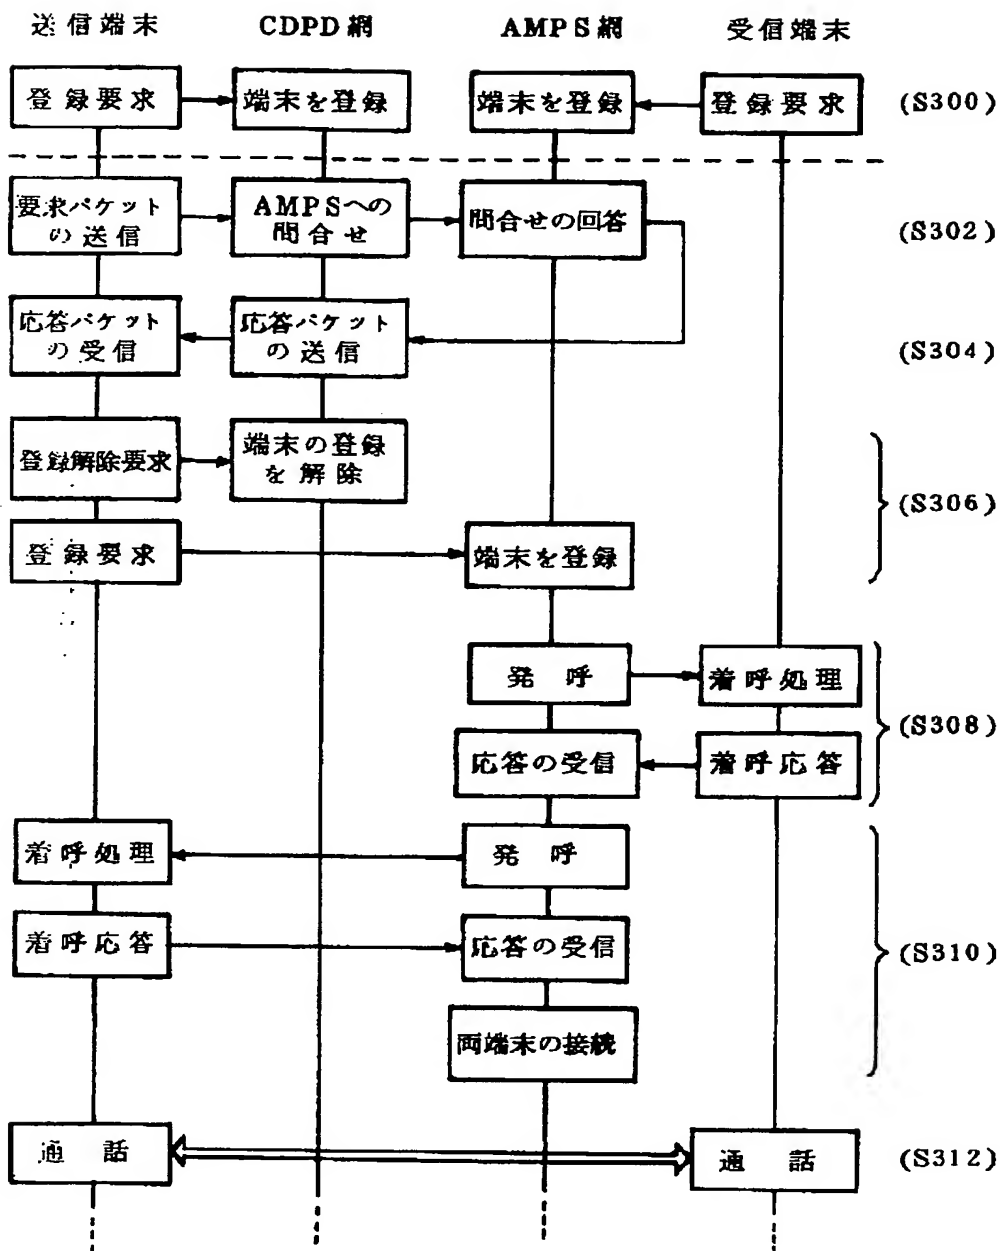 送信端末 CDPD網 AMPS網 受信端末
登録要求 端末を登録 端末を登録 登録要求 (S300)
要求パケット
の送信
AMPSへの
問合せ
問合せの回答
(S302)
応答パケット
の受信
応答パケット
の送信
(S304)
登録解除要求
端末の登録
を解除
(S306)
登録要求 端末を登録
発呼 着呼処理
(S308)
応答の受信 着呼応答
着呼処理 発呼
着呼応答 応答の受信
(S310)
両端末の接続
通話 通話 (S312)